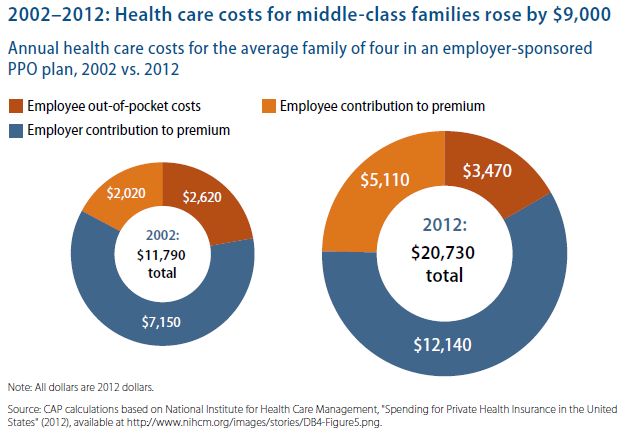 2002–2012: Health care costs for middle-class families rose by $9,000
Annual health care costs for the average family of four in an employer-sponsored
PPO plan, 2002 vs. 2012
Employee out-of-pocket costs
Employee contribution to premium
Employer contribution to premium
$2,020
$2,620
2002:
$11,790
total
$7,150
$5,110
$3,470
2012:
$20,730
total
$12,140
Note: All dollars are 2012 dollars.
Source: CAP calculations based on National Institute for Health Care Management, "Spending for Private Health Insurance in the United
States" (2012), available at http://www.nihcm.org/images/stories/DB4-Figure5.png.